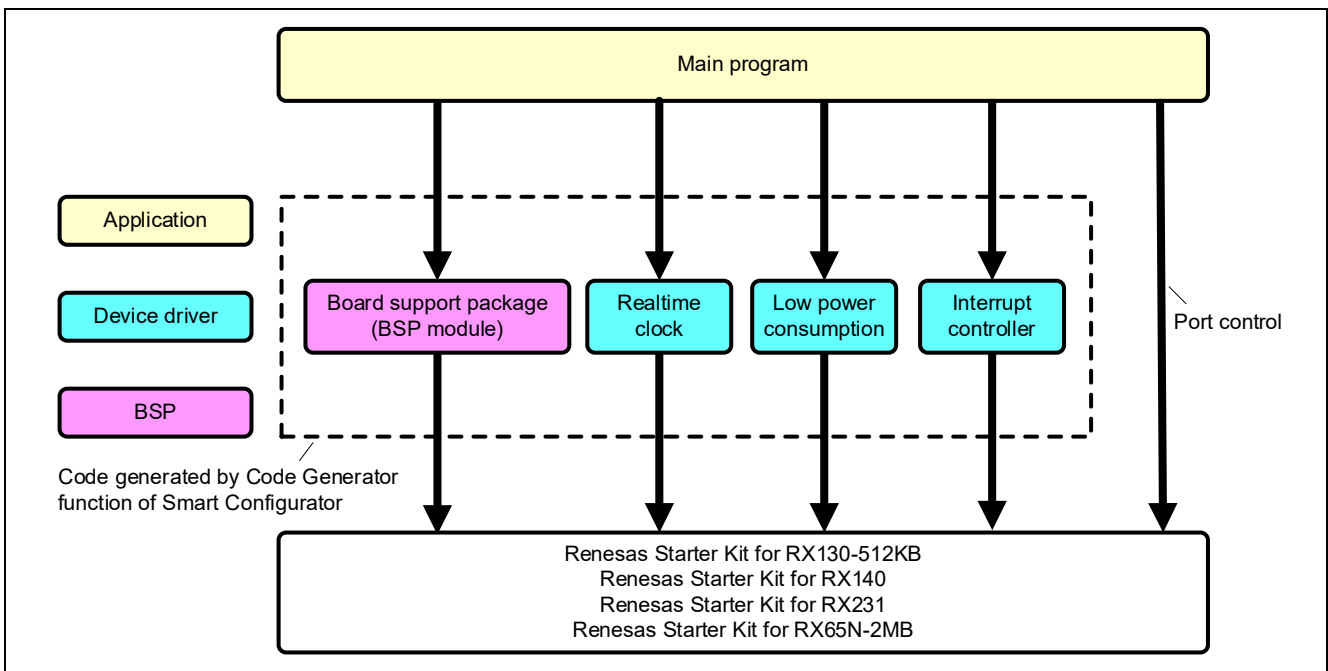 Main program
Application
Device driver
BSP
Board support package
(BSP module)
Realtime
clock
Low power
consumption
Interrupt
controller
Port control
Code generated by Code Generator
function of Smart Configurator
Renesas Starter Kit for RX130-512KB
Renesas Starter Kit for RX140
Renesas Starter Kit for RX231
Renesas Starter Kit for RX65N-2MB